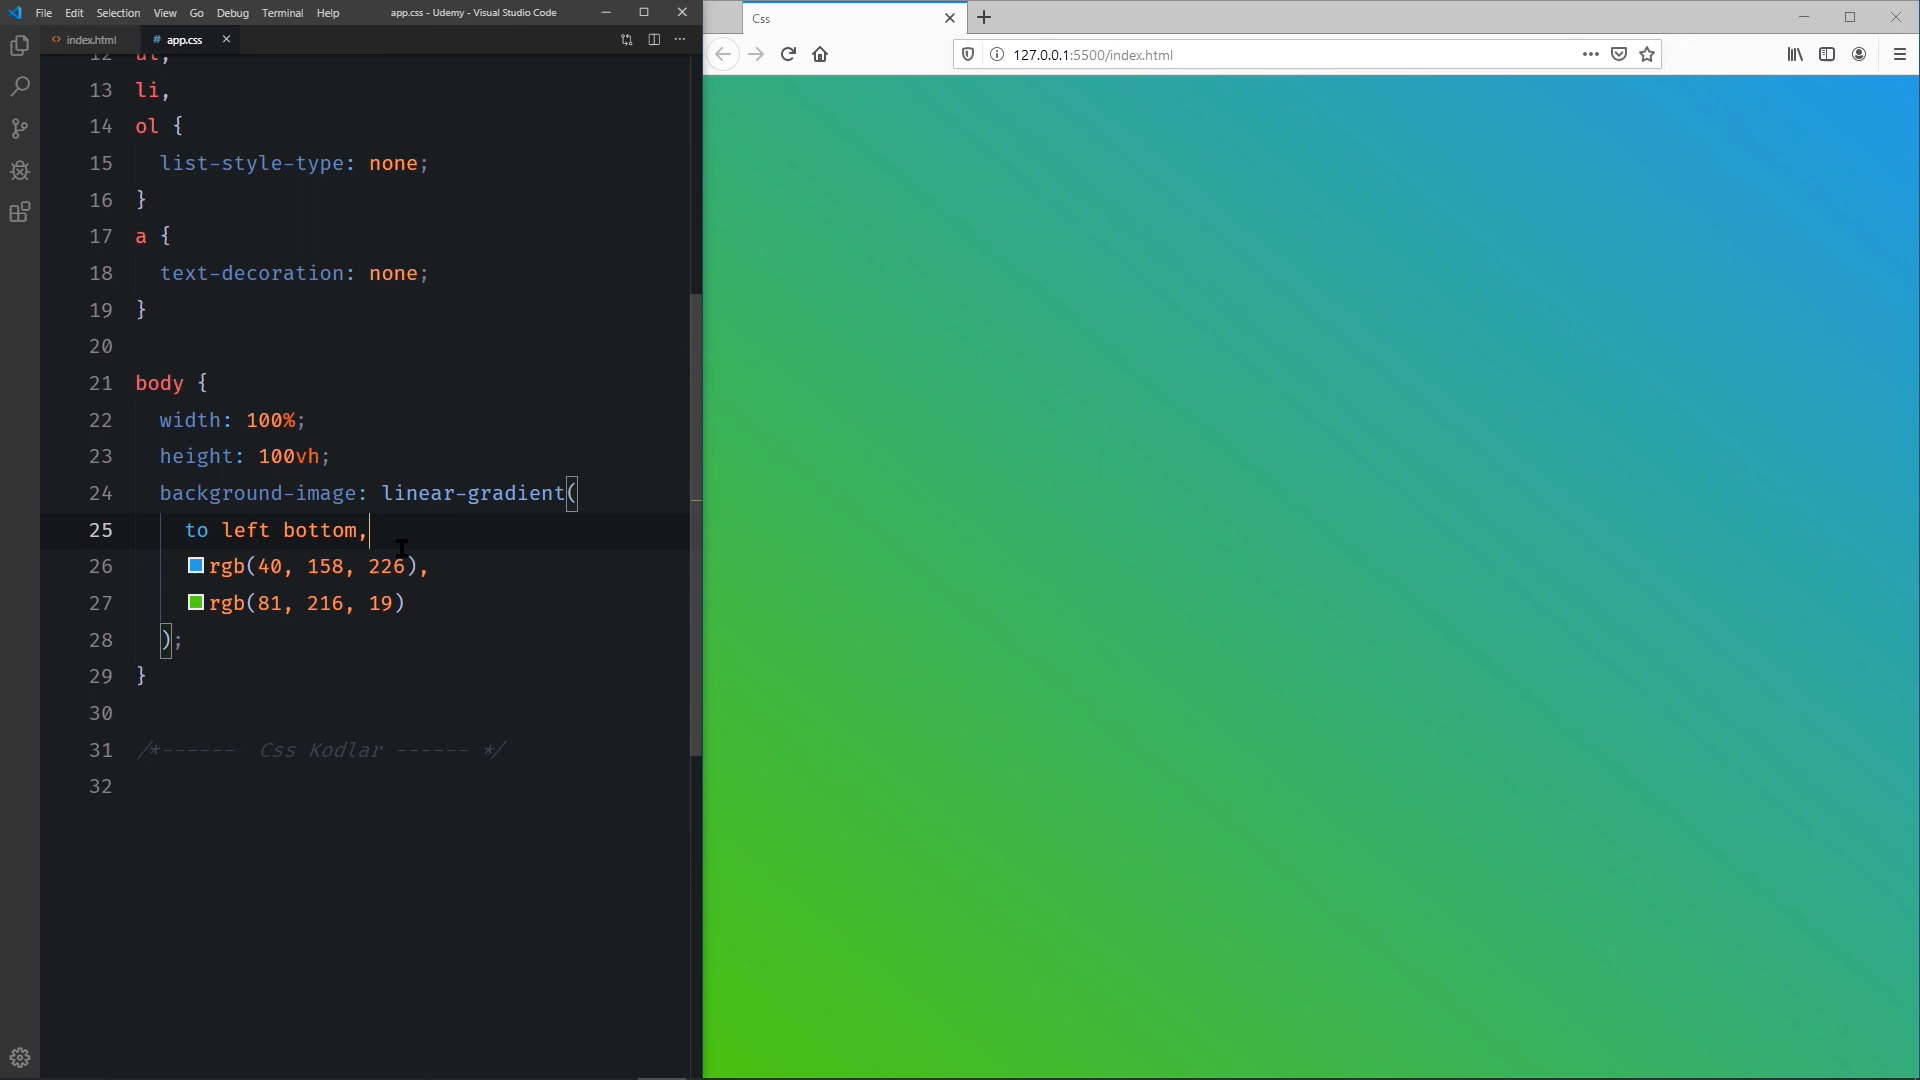 File Edit Selection View Go Debug Terminal Help app.css - Udemy - Visual Studio Code
index.html # app.css
12 ul,
13 li,
14 ol {
15 list-style-type: none;
16 }
17 a {
18 text-decoration: none;
19 }
20
21 body {
22 width: 100%;
23 height: 100vh;
24 background-image: linear-gradient(
25 to left bottom,
26 rgb(40, 158, 226),
27 rgb(81, 216, 19)
28 );
29 }
30
31 /*------ Css Kodlar ------ */
32
Css
127.0.0.1:5500/index.html